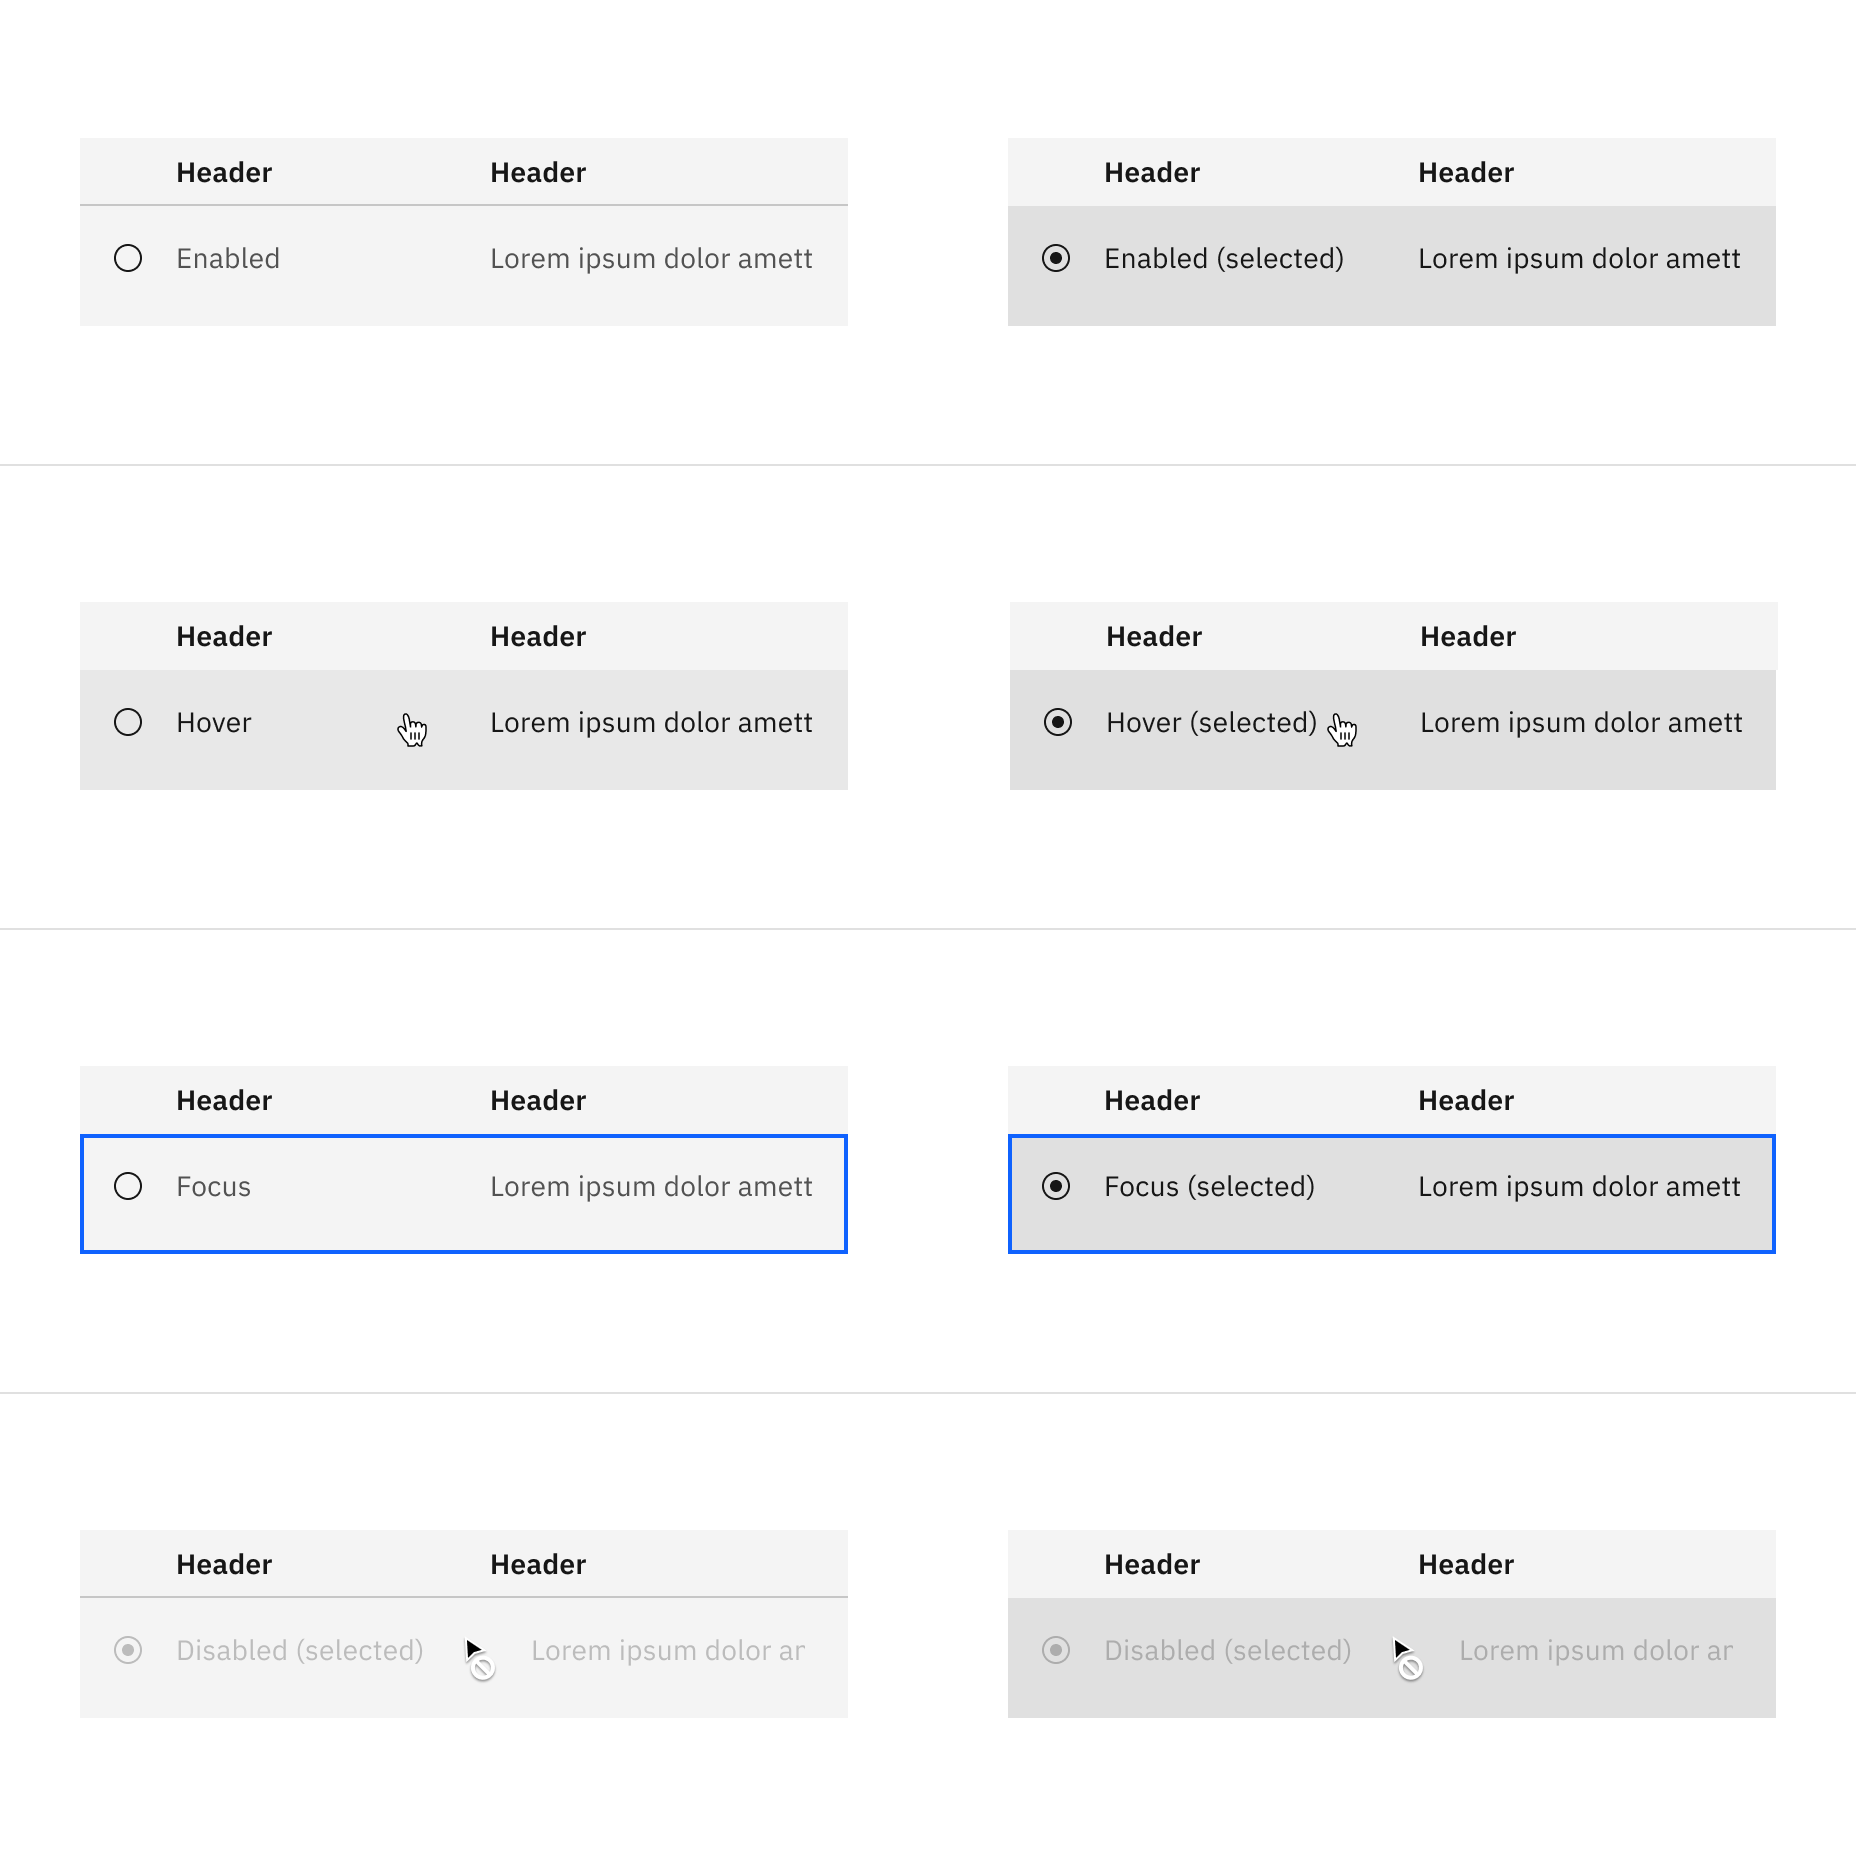 Header Header
Enabled Lorem ipsum dolor amett
Header Header
Enabled (selected) Lorem ipsum dolor amett
Header Header
Hover Lorem ipsum dolor amett
Header Header
Hover (selected) Lorem ipsum dolor amett
Header Header
Focus Lorem ipsum dolor amett
Header Header
Focus (selected) Lorem ipsum dolor amett
Header Header
Disabled (selected) Lorem ipsum dolor ar
Header Header
Disabled (selected) Lorem ipsum dolor ar